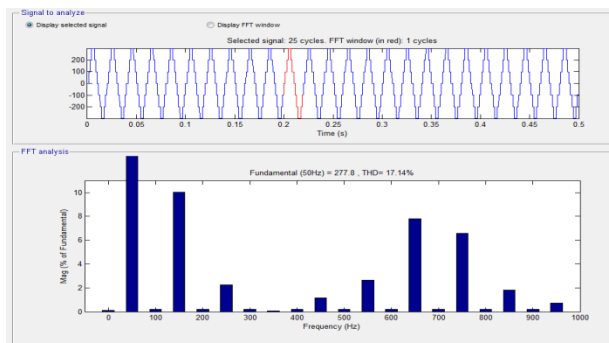 Signal to analyze
Display selected signal Display FFT window
Selected signal: 25 cycles. FFT window (in red): 1 cycles
200
100
0
-100
-200
0 0.05 0.1 0.15 0.2 0.25 0.3 0.35 0.4 0.45 0.5
Time (s)
FFT analysis
Fundamental (50Hz) = 277.8 , THD= 17.14%
10
8
6
4
2
0
Mag (% of Fundamental)
0 100 200 300 400 500 600 700 800 900 1000
Frequency (Hz)